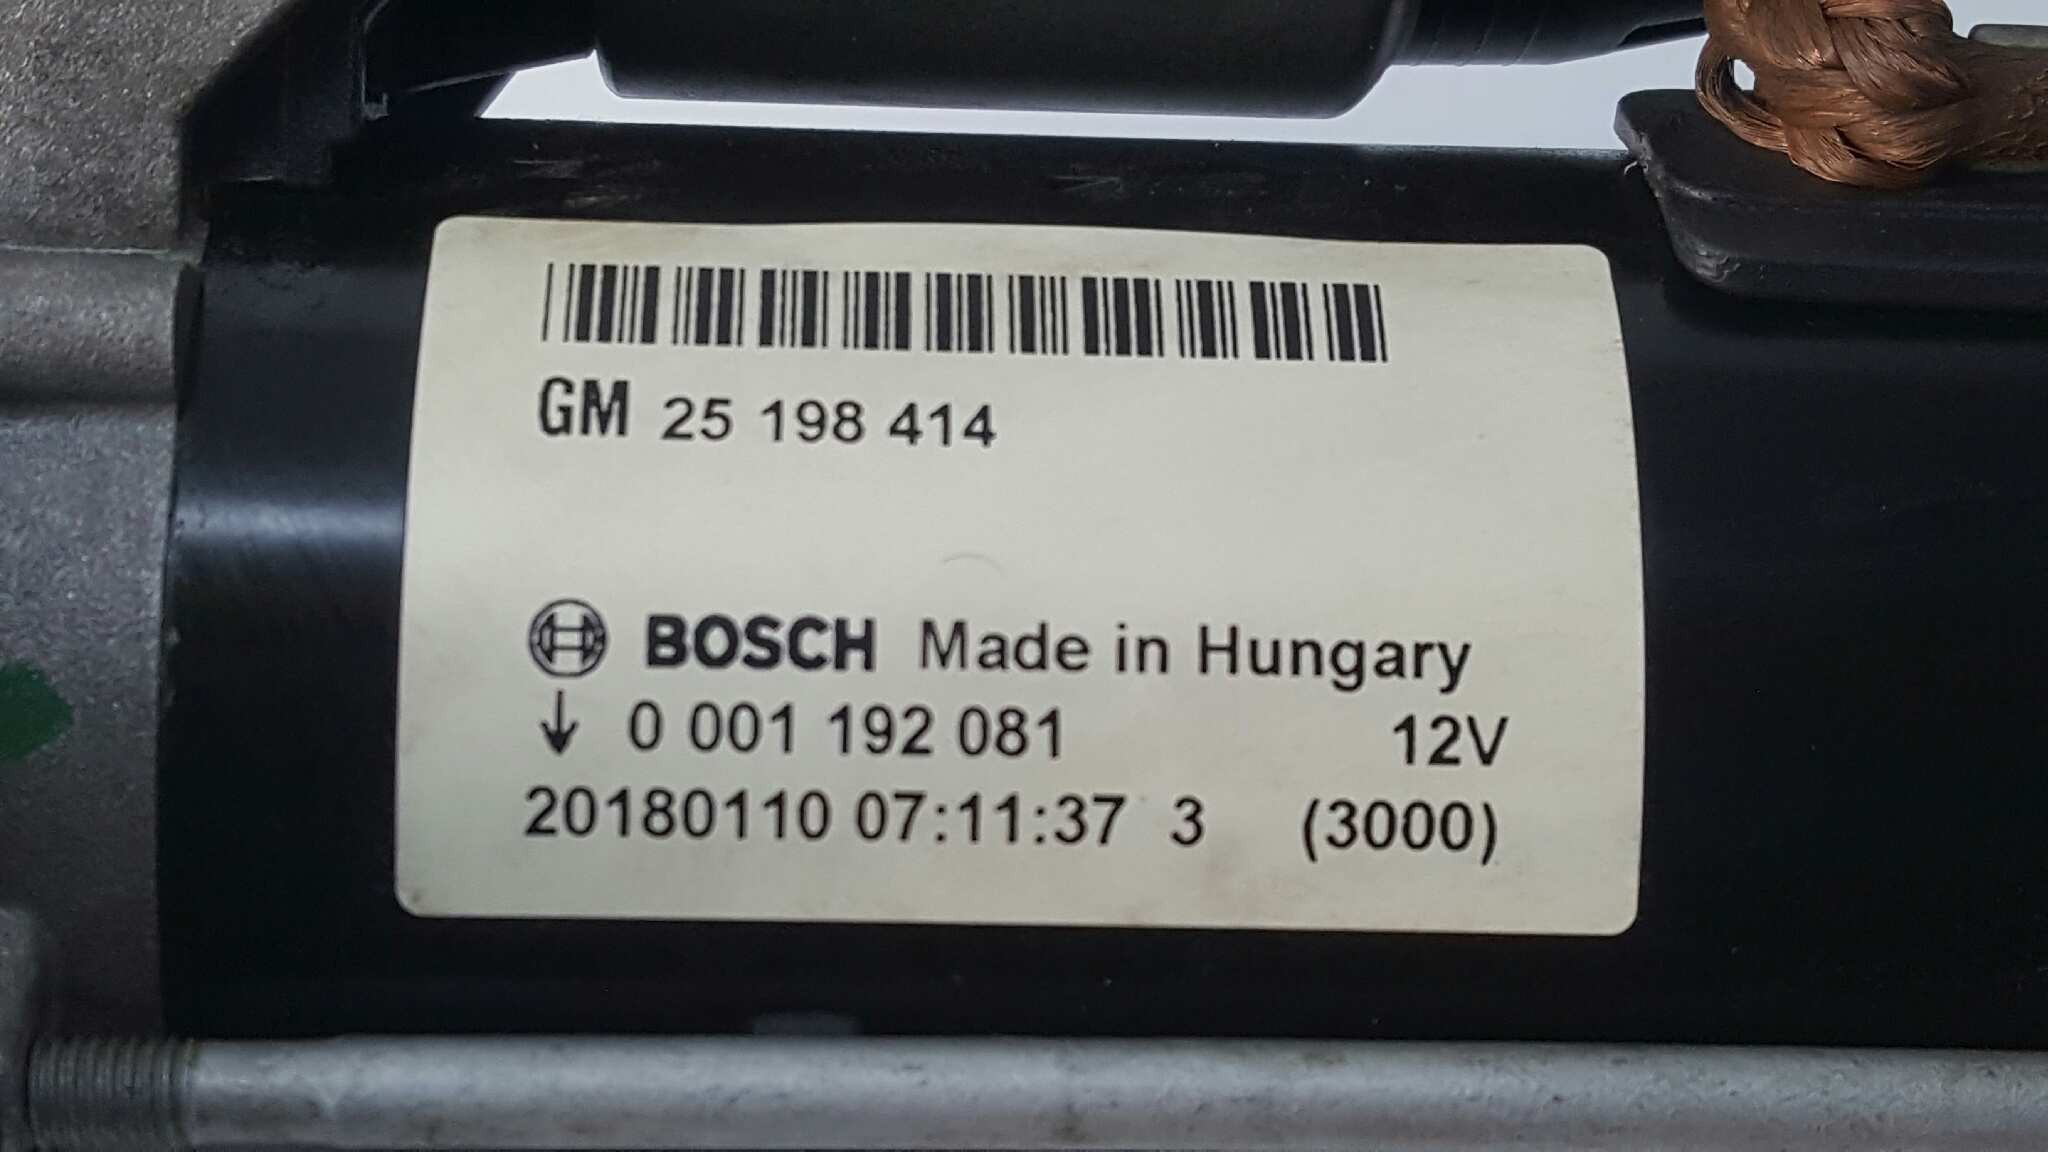 GM 25 198 414
BOSCH Made in Hungary
↓ 0 001 192 081 12V
20180110 07:11:37 3 (3000)